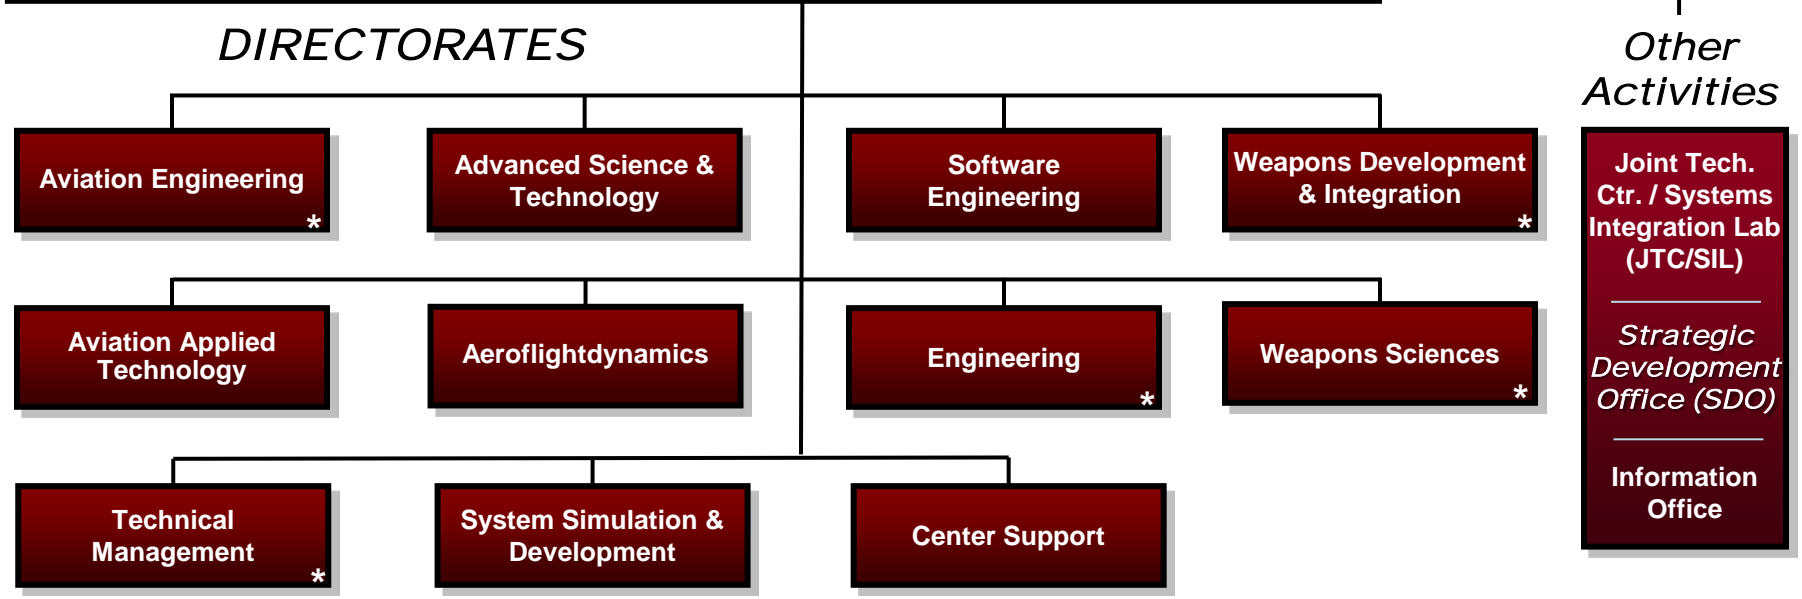 DIRECTORATES
Other
Activities
Aviation Engineering
*
Advanced Science &
Technology
Software
Engineering
Weapons Development
& Integration
*
Aviation Applied
Technology
Aeroflightdynamics
Engineering
*
Weapons Sciences
*
Technical
Management
*
System Simulation &
Development
Center Support
Joint Tech.
Ctr. / Systems
Integration Lab
(JTC/SIL)
Strategic
Development
Office (SDO)
Information
Office